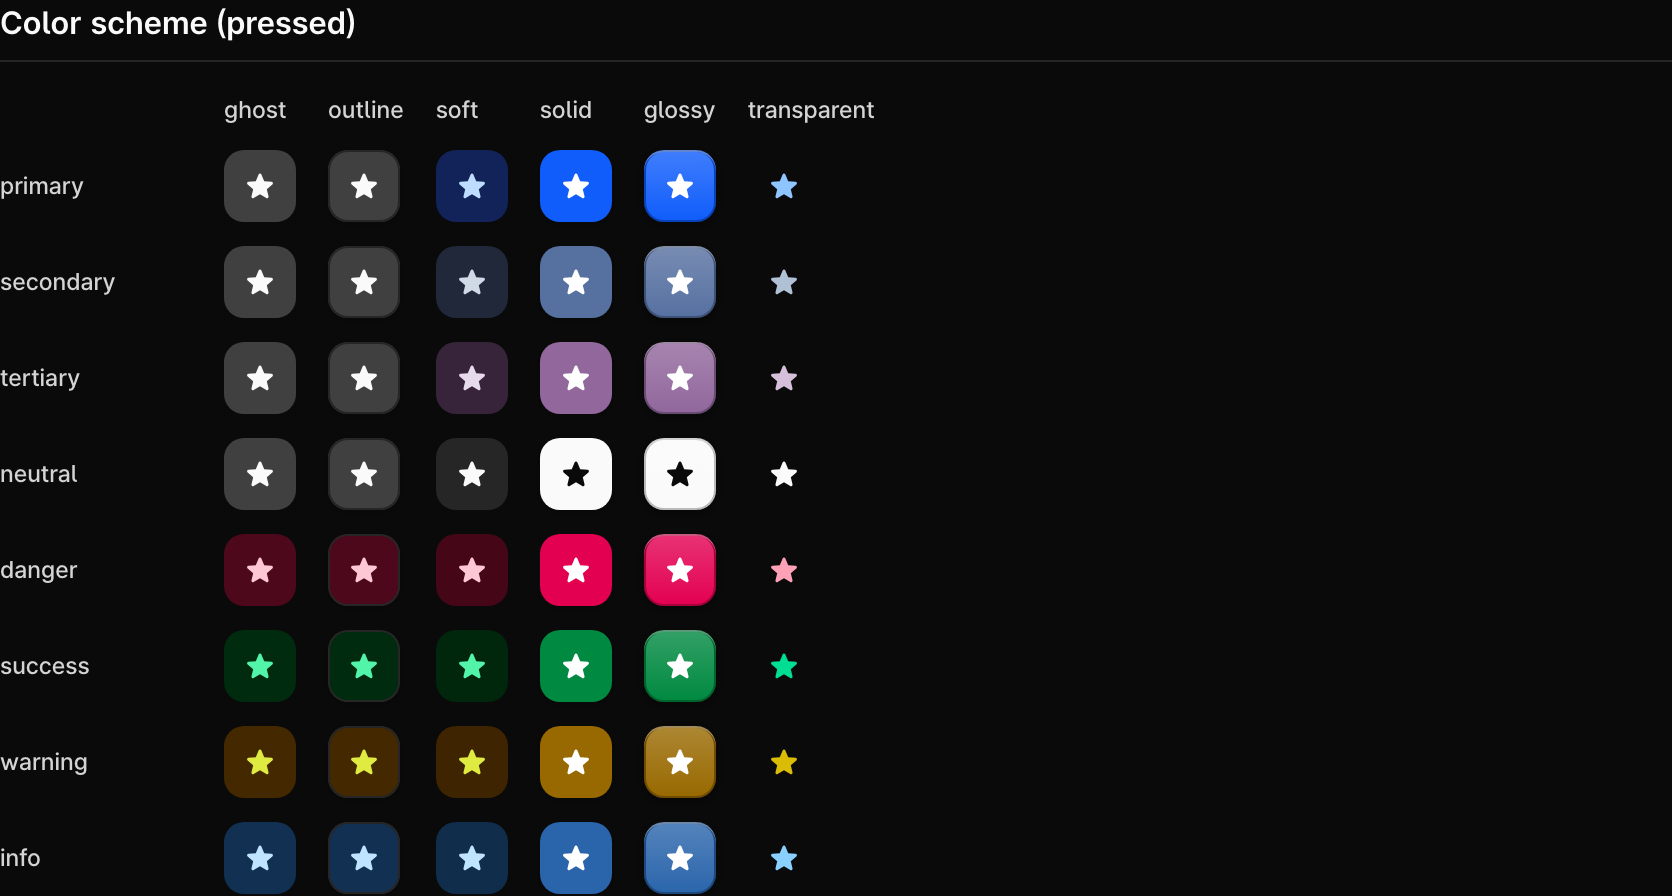 Color scheme (pressed)
ghost outline soft solid glossy transparent
primary
secondary
tertiary
neutral
danger
success
warning
info